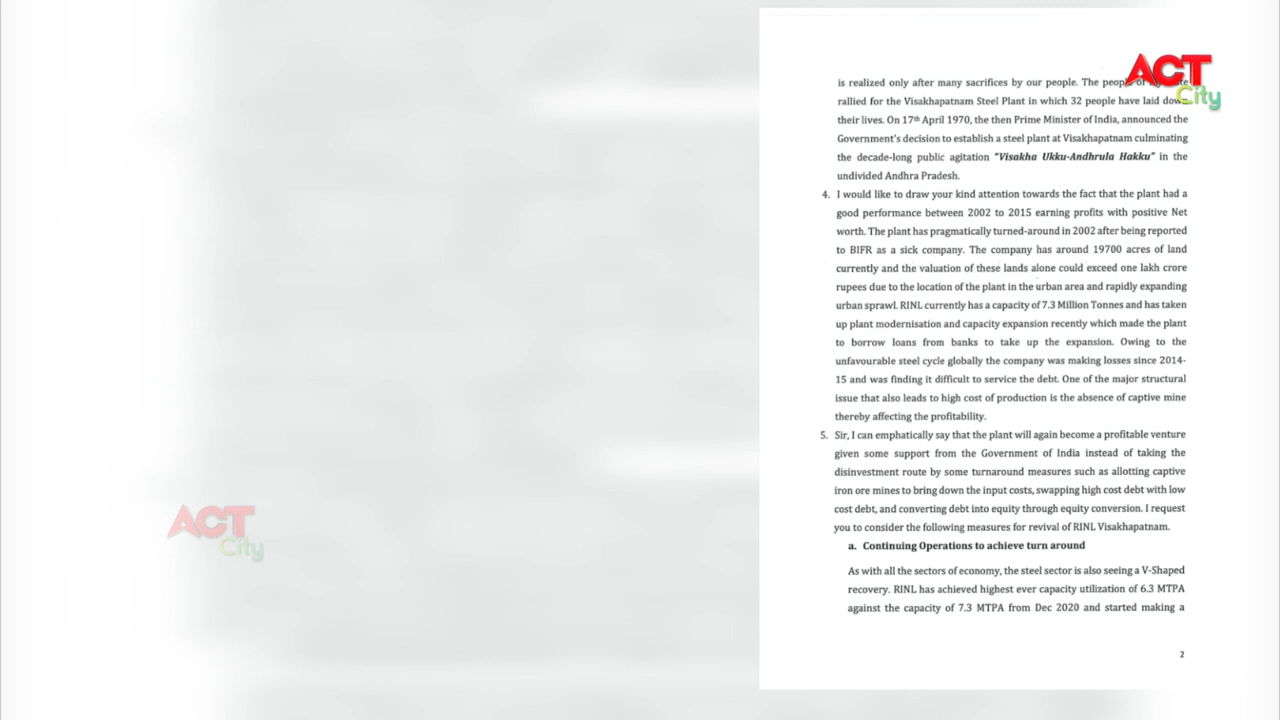 is realized only after many sacrifices by our people. The
rallied for the Visakhapatnam Steel Plant in which 32 people have laid
their lives. On 17th April 1970, the then Prime Minister of India, announced the
Government's decision to establish a steel plant at Visakhapatnam culminating
the decade-long public agitation "Visakha Ukku-Andhrula Hakku" in the
undivided Andhra Pradesh.
4. I would like to draw your kind attention towards the fact that the plant had a
good performance between 2002 to 2015 earning profits with positive Net
worth. The plant has pragmatically turned-around in 2002 after being reported
to BIFR as a sick company. The company has around 19700 acres of land
currently and the valuation of these lands alone could exceed one lakh crore
rupees due to the location of the plant in the urban area and rapidly expanding
urban sprawl. RINL currently has a capacity of 7.3 Million Tonnes and has taken
up plant modernisation and capacity expansion recently which made the plant
to borrow loans from banks to take up the expansion. Owing to the
unfavourable steel cycle globally the company was making losses since 2014-
15 and was finding it difficult to service the debt. One of the major structural
issue that also leads to high cost of production is the absence of captive mine
thereby affecting the profitability.
5. Sir, I can emphatically say that the plant will again become a profitable venture
given some support from the Government of India instead of taking the
disinvestment route by some turnaround measures such as allotting captive
iron ore mines to bring down the input costs, swapping high cost debt with low
cost debt, and converting debt into equity through equity conversion. I request
you to consider the following measures for revival of RINL Visakhapatnam.
a. Continuing Operations to achieve turn around
As with all the sectors of economy, the steel sector is also seeing a V-Shaped
recovery. RINL has achieved highest ever capacity utilization of 6.3 MTPA
against the capacity of 7.3 MTPA from Dec 2020 and started making a
2
ACT
City
ACT
City